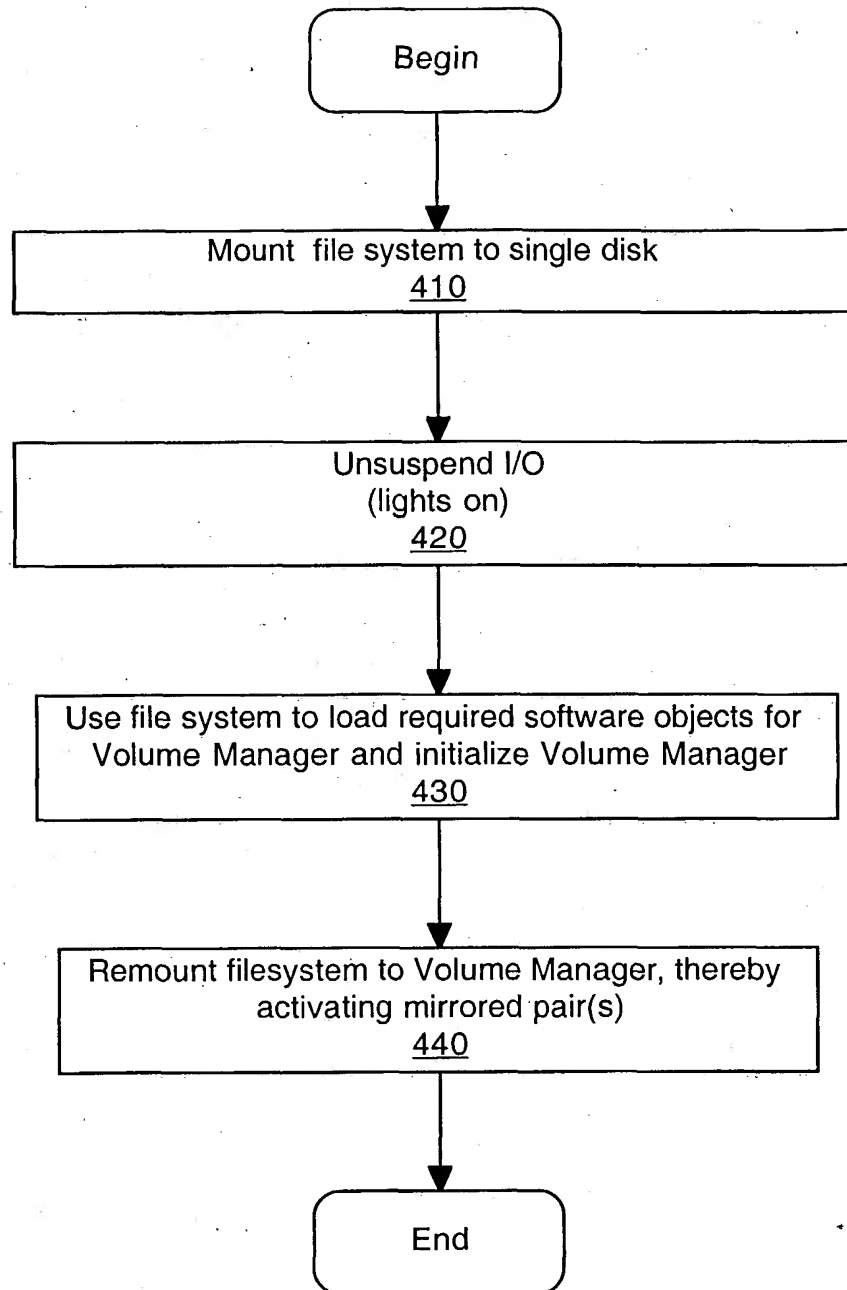 Begin
Mount file system to single disk
410
Unsuspend I/O
(lights on)
420
Use file system to load required software objects for
Volume Manager and initialize Volume Manager
430
Remount filesystem to Volume Manager, thereby
activating mirrored pair(s)
440
End